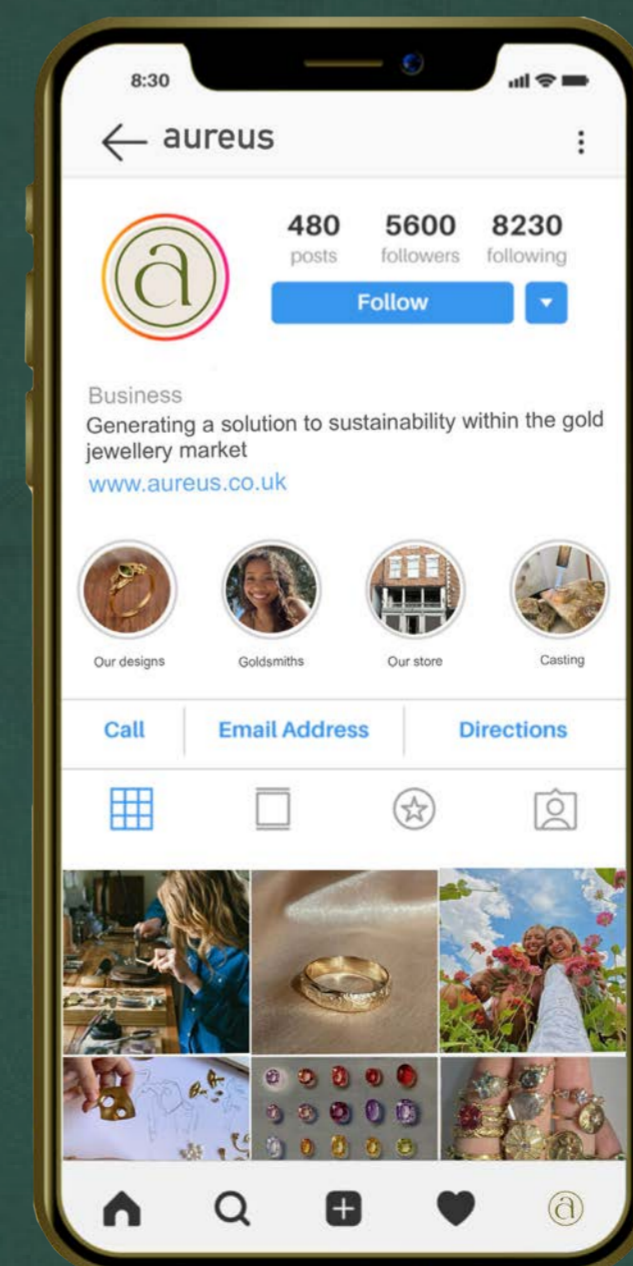 8:30
aureus
a
480 5600 8230
posts followers following
Follow
Business
Generating a solution to sustainability within the gold
jewellery market
www.aureus.co.uk
Our designs Goldsmiths Our store Casting
Call Email Address Directions
a